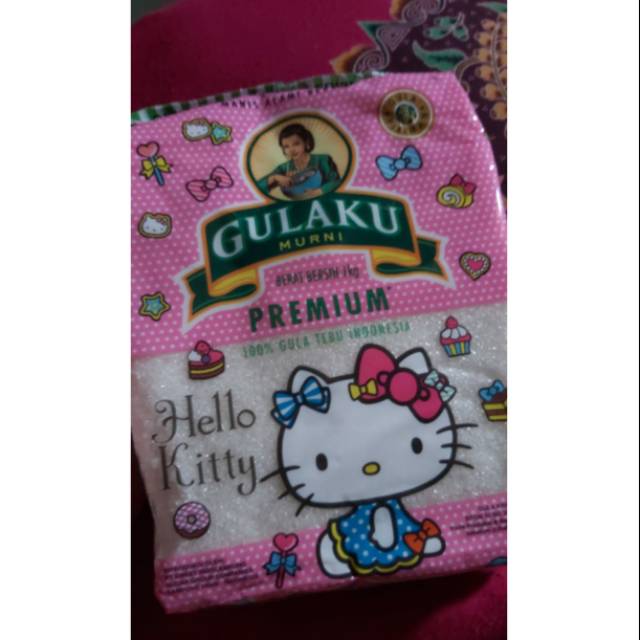 GULAKU
MURNI
BERAT BERSIH 1kg
PREMIUM
100% GULA TEBU INDONESIA
Hello
Kitty